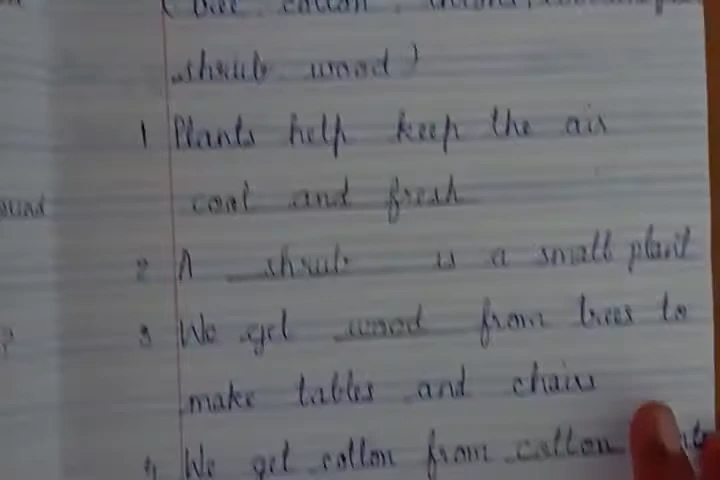 shrub wood)
1 Plants help keep the air
cool and fresh
2 A shrub is a small plant
3 We get wood from trees to
make tables and chairs
4 We get cotton from cotton